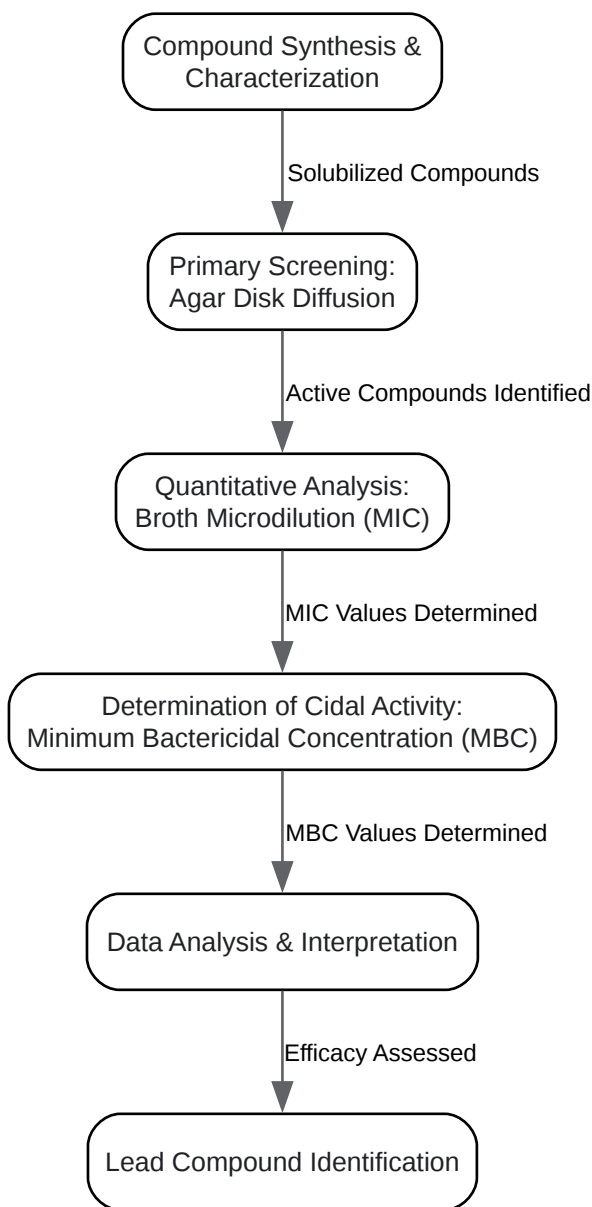 Compound Synthesis &
Characterization
Solubilized Compounds
Primary Screening:
Agar Disk Diffusion
Active Compounds Identified
Quantitative Analysis:
Broth Microdilution (MIC)
MIC Values Determined
Determination of Cidal Activity:
Minimum Bactericidal Concentration (MBC)
MBC Values Determined
Data Analysis & Interpretation
Efficacy Assessed
Lead Compound Identification